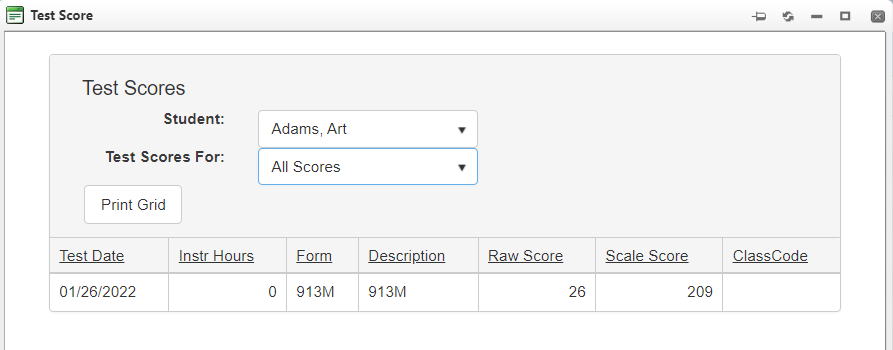 Test Score
Test Scores
Student: Adams, Art
Test Scores For: All Scores
Print Grid
Test Date Instr Hours Form Description Raw Score Scale Score ClassCode
01/26/2022 0 913M 913M 26 209